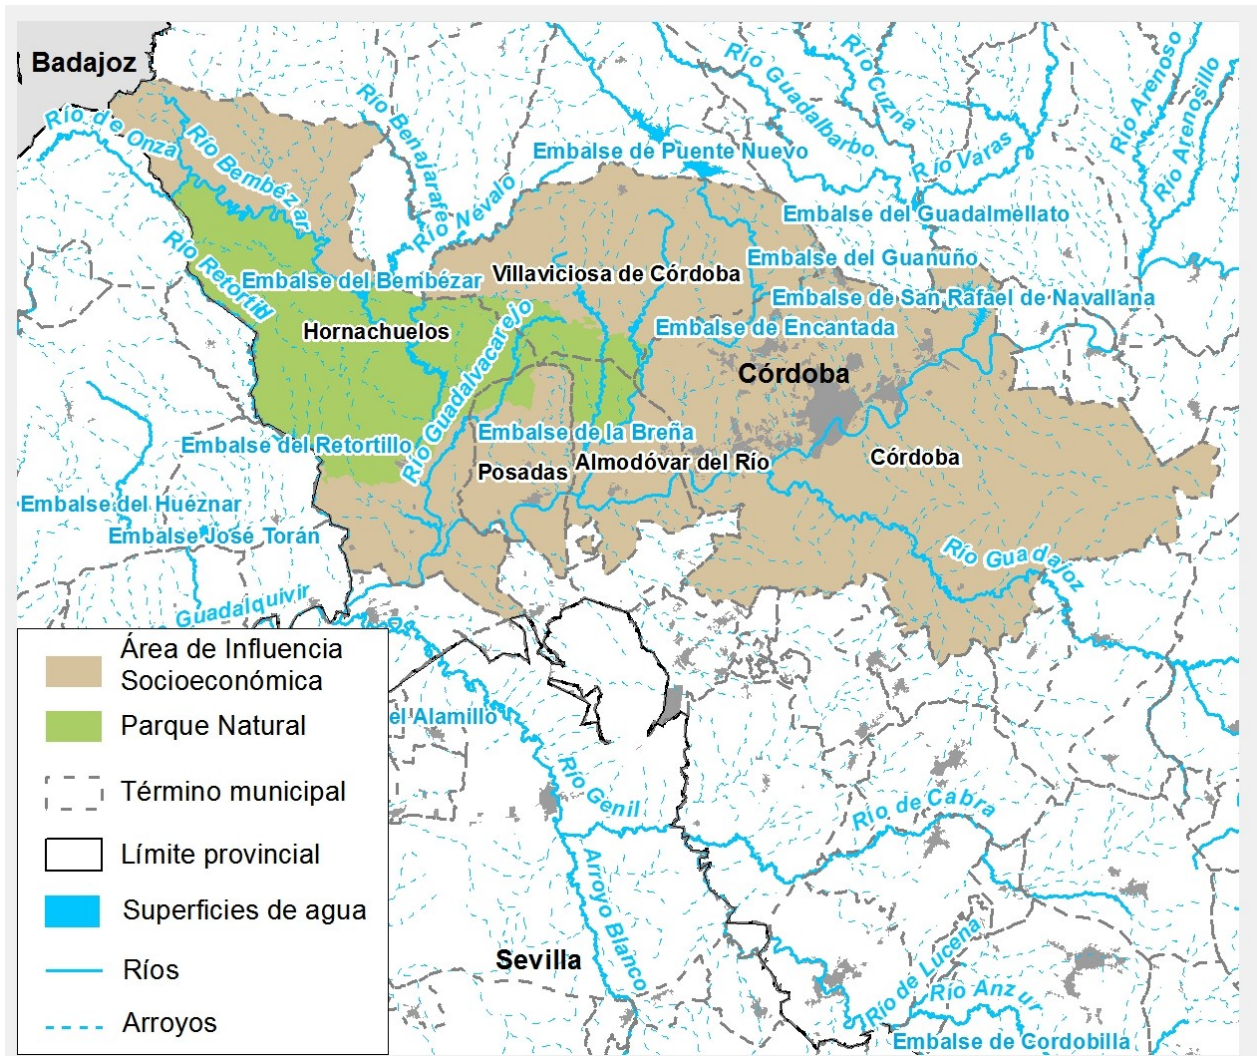 Badajoz
Río de Onza
Río Bembézar
Río Benajarafe
Río Névalo
Embalse de Puente Nuevo
Río Guadalbarbo
Río Cuzna
Río Varas
Río Arenoso
Río Arenosillo
Embalse del Guadalmellato
Embalse del Guanuño
Embalse de San Rafael de Navallana
Embalse de Encantada
Villaviciosa de Córdoba
Río Retortillo
Embalse del Bembézar
Hornachuelos
Río Guadalvacarejo
Córdoba
Embalse del Retortillo
Embalse de la Breña
Posadas
Almodóvar del Río
Córdoba
Embalse del Huéznar
Embalse José Torán
Río Guadajoz
Guadalquivir
Área de Influencia
Socioeconómica
Parque Natural
Término municipal
Límite provincial
Superficies de agua
Ríos
Arroyos
el Alamillo
Río Genil
Río de Cabra
Arroyo Blanco
Sevilla
Río de Lucena
Río Anzur
Embalse de Cordobilla